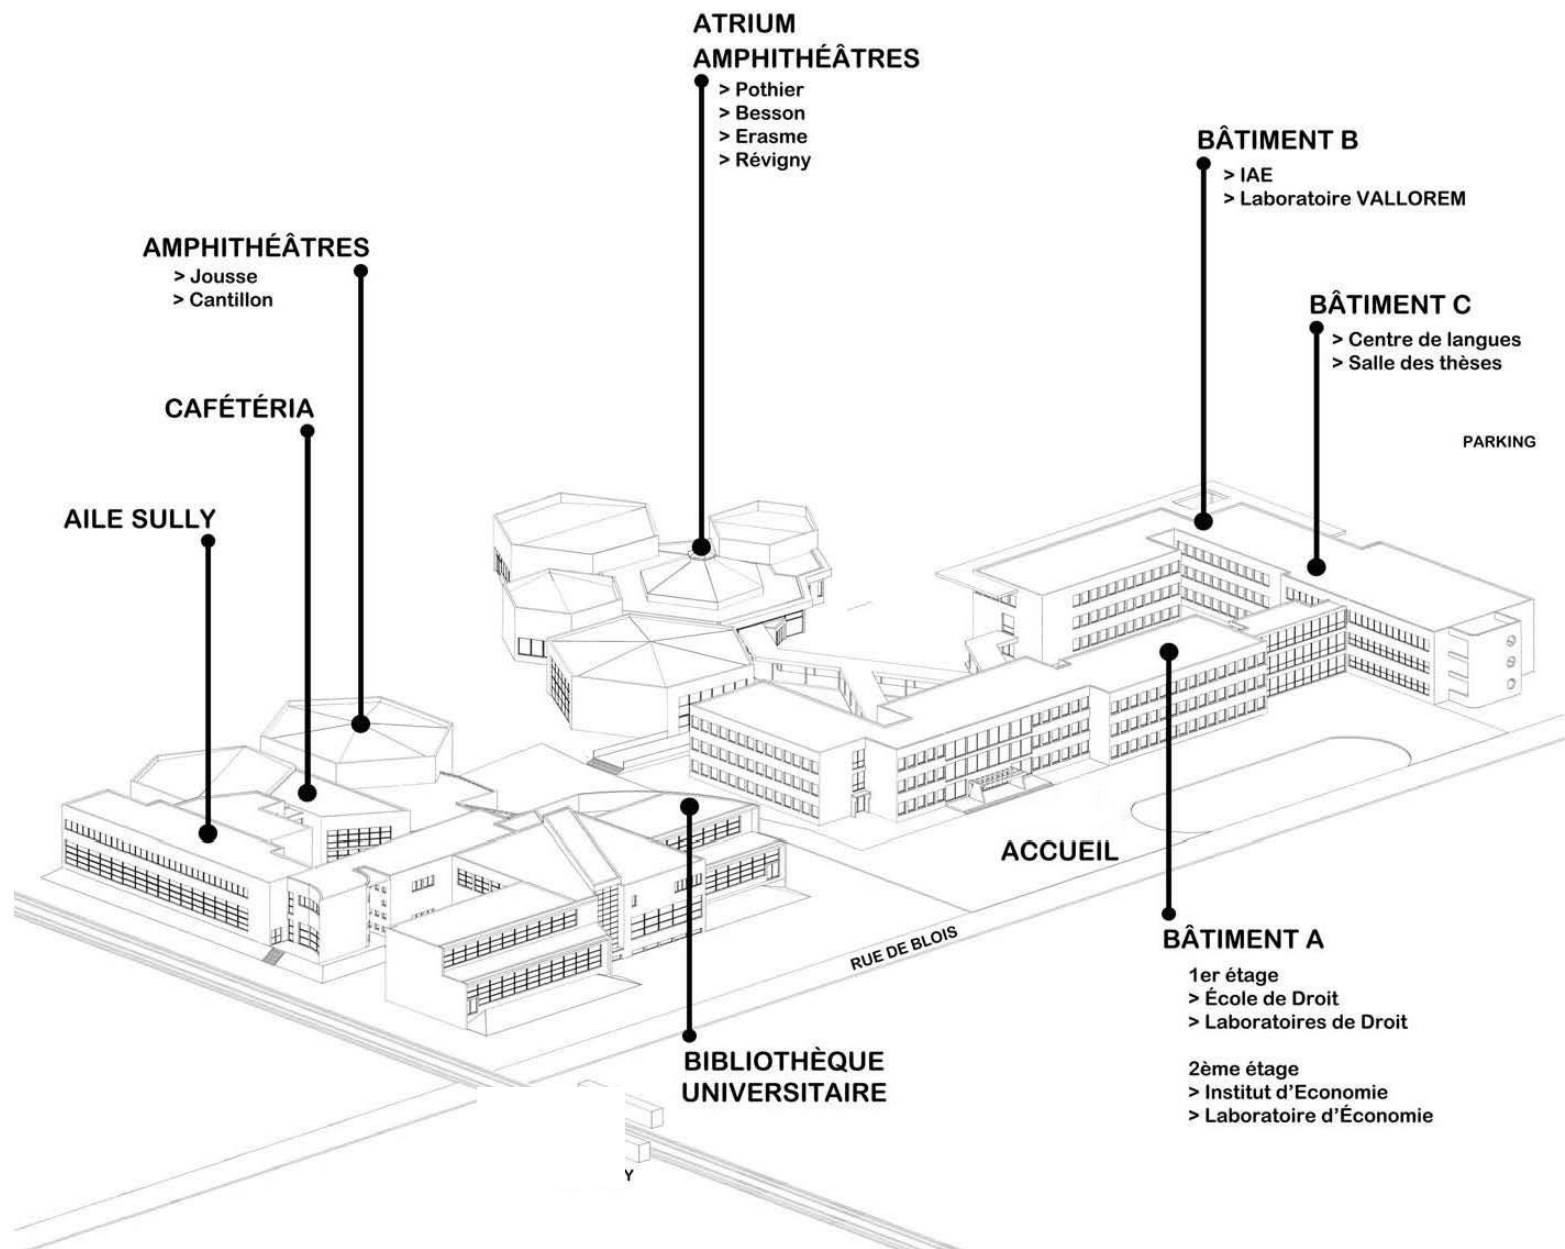 ATRIUM
AMPHITHÉÂTRES
> Pothier
> Besson
> Erasme
> Révigny
BÂTIMENT B
> IAE
> Laboratoire VALLOREM
AMPHITHÉÂTRES
> Jousse
> Cantillon
BÂTIMENT C
> Centre de langues
> Salle des thèses
CAFÉTÉRIA
PARKING
AILE SULLY
ACCUEIL
RUE DE BLOIS
BÂTIMENT A
1er étage
> École de Droit
> Laboratoires de Droit
2ème étage
> Institut d'Economie
> Laboratoire d'Économie
BIBLIOTHÈQUE
UNIVERSITAIRE
Y